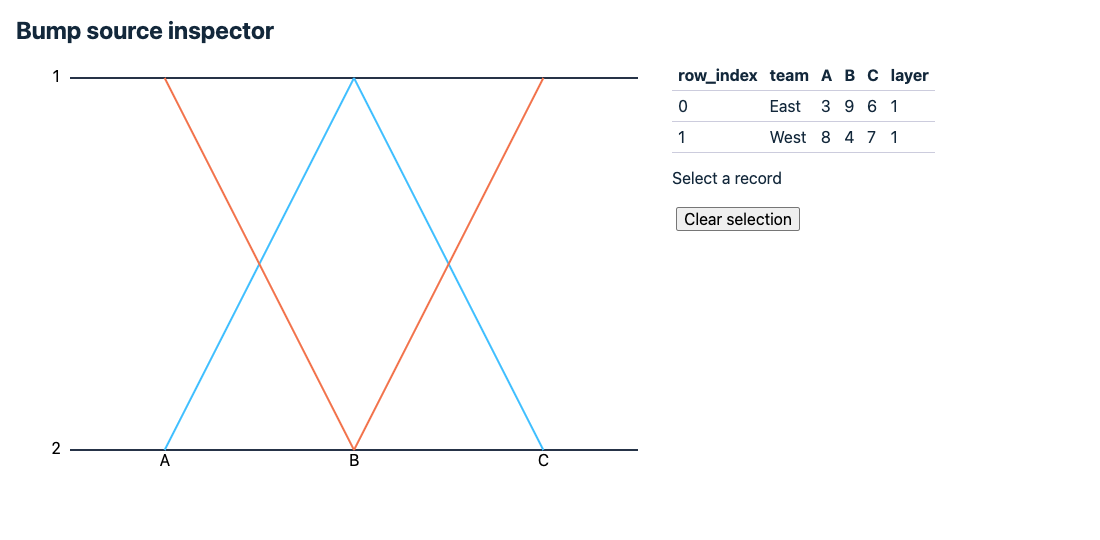 Bump source inspector
1
2
A B C
row_index team A B C layer
0 East 3 9 6 1
1 West 8 4 7 1
Select a record
Clear selection